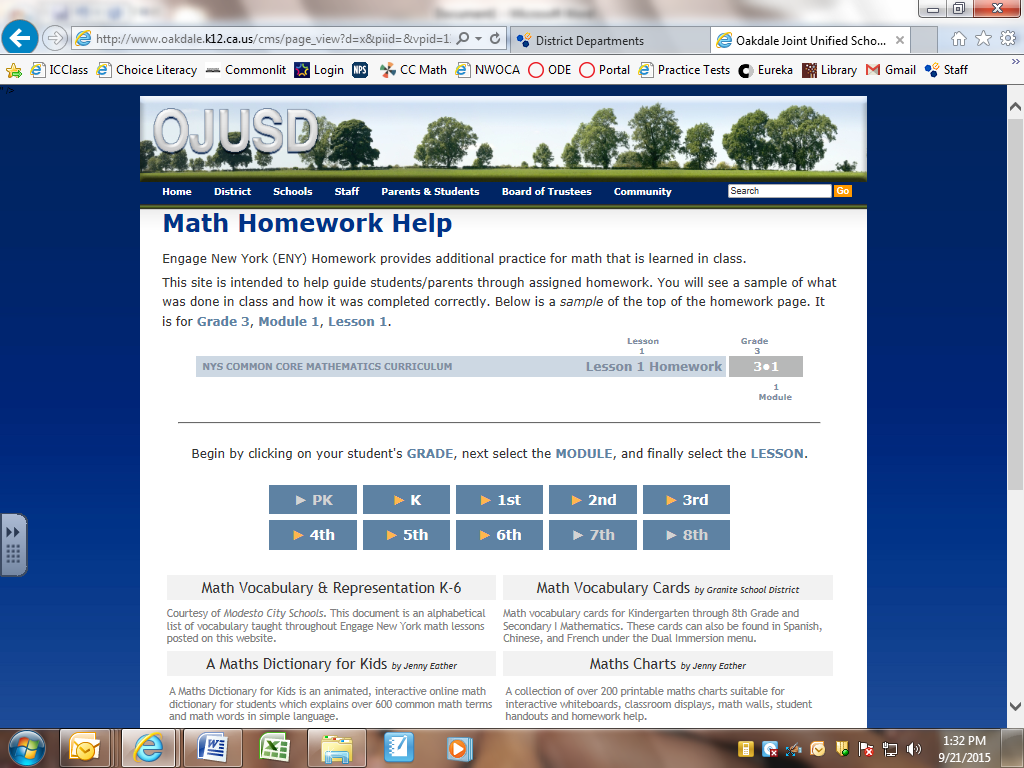 http://www.oakdale.k12.ca.us/cms/page_view?d=x&piid=&vpid=1
District Departments
Oakdale Joint Unified Scho...
ICClass Choice Literacy Commonlit Login NPS CC Math NWOCA ODE Portal Practice Tests Eureka Library Gmail Staff
OJUSD
Home District Schools Staff Parents & Students Board of Trustees Community Search Go
Math Homework Help
Engage New York (ENY) Homework provides additional practice for math that is learned in class.
This site is intended to help guide students/parents through assigned homework. You will see a sample of what
was done in class and how it was completed correctly. Below is a sample of the top of the homework page. It
is for Grade 3, Module 1, Lesson 1.
Lesson Grade
1 3
NYS COMMON CORE MATHEMATICS CURRICULUM Lesson 1 Homework 3•1
1
Module
Begin by clicking on your student's GRADE, next select the MODULE, and finally select the LESSON.
PK K 1st 2nd 3rd
4th 5th 6th 7th 8th
Math Vocabulary & Representation K-6
Courtesy of Modesto City Schools. This document is an alphabetical
list of vocabulary taught throughout Engage New York math lessons
posted on this website.
Math Vocabulary Cards by Granite School District
Math vocabulary cards for Kindergarten through 8th Grade and
Secondary I Mathematics. These cards can also be found in Spanish,
Chinese, and French under the Dual Immersion menu.
A Maths Dictionary for Kids by Jenny Eather
A Maths Dictionary for Kids is an animated, interactive online math
dictionary for students which explains over 600 common math terms
and math words in simple language.
Maths Charts by Jenny Eather
A collection of over 200 printable maths charts suitable for
interactive whiteboards, classroom displays, math walls, student
handouts and homework help.
1:32 PM
9/21/2015